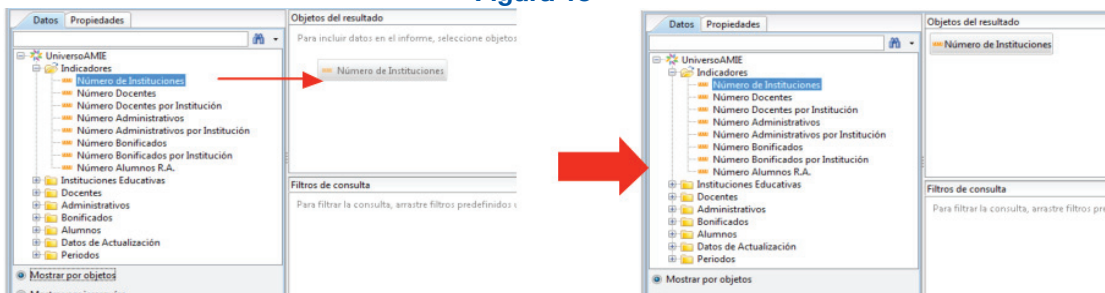 Datos Propiedades
UniversoAMIE
Indicadores
Número de Instituciones
Número Docentes
Número Docentes por Institución
Número Administrativos
Número Administrativos por Institución
Número Bonificados
Número Bonificados por Institución
Número Alumnos R.A.
Instituciones Educativas
Docentes
Administrativos
Bonificados
Alumnos
Datos de Actualización
Periodos
Mostrar por objetos
Objetos del resultado
Para incluir datos en el informe, seleccione objetos
Número de Instituciones
Filtros de consulta
Para filtrar la consulta, arrastre filtros predefinidos
Datos Propiedades
UniversoAMIE
Indicadores
Número de Instituciones
Número Docentes
Número Docentes por Institución
Número Administrativos
Número Administrativos por Institución
Número Bonificados
Número Bonificados por Institución
Número Alumnos R.A.
Instituciones Educativas
Docentes
Administrativos
Bonificados
Alumnos
Datos de Actualización
Periodos
Mostrar por objetos
Objetos del resultado
Número de Instituciones
Filtros de consulta
Para filtrar la consulta, arrastre filtros pre